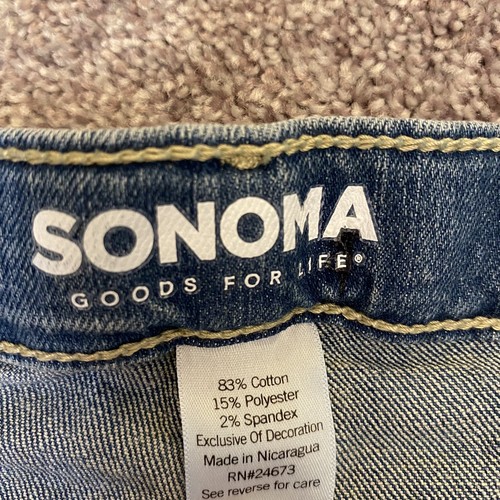 SONOMA
GOODS FOR LIFE®
83% Cotton
15% Polyester
2% Spandex
Exclusive Of Decoration
Made in Nicaragua
RN#24673
See reverse for care